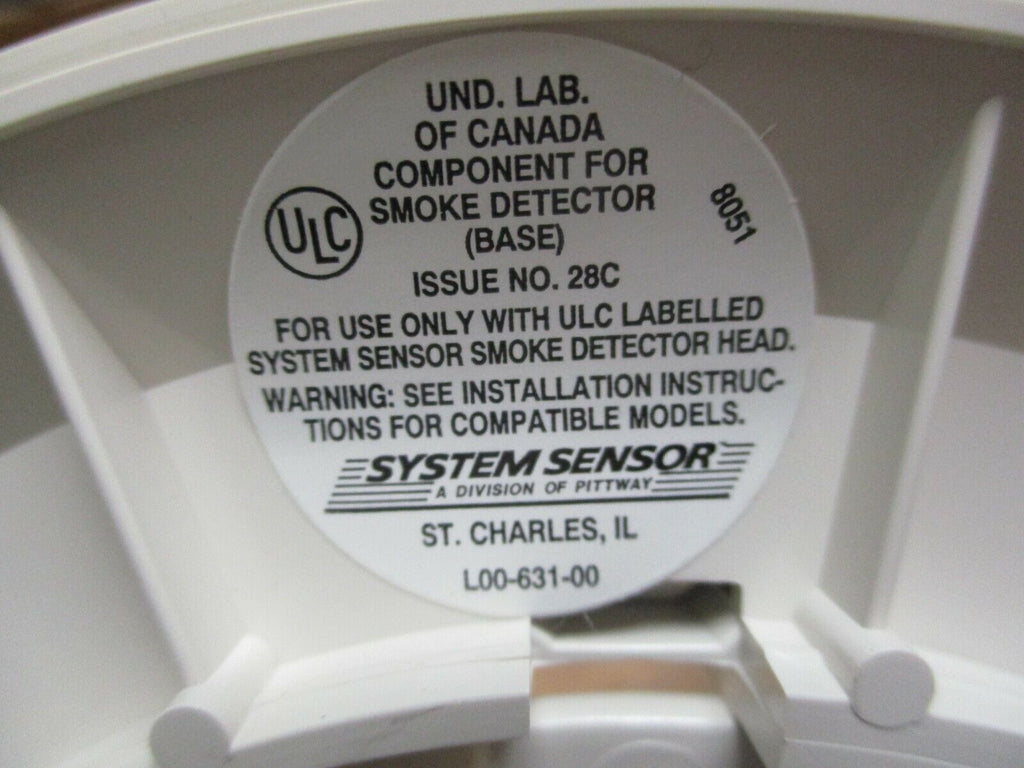 UND. LAB.
OF CANADA
COMPONENT FOR
SMOKE DETECTOR
(BASE)
ULC
8051
ISSUE NO. 28C
FOR USE ONLY WITH ULC LABELLED
SYSTEM SENSOR SMOKE DETECTOR HEAD.
WARNING: SEE INSTALLATION INSTRUC-
TIONS FOR COMPATIBLE MODELS.
SYSTEM SENSOR
A DIVISION OF PITTWAY
ST. CHARLES, IL
L00-631-00